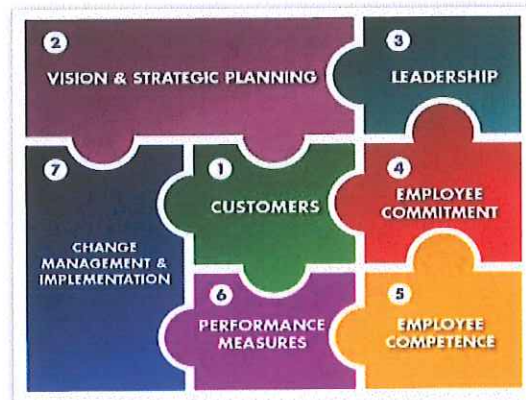 2
VISION & STRATEGIC PLANNING
3
LEADERSHIP
7
CHANGE
MANAGEMENT &
IMPLEMENTATION
1
CUSTOMERS
4
EMPLOYEE
COMMITMENT
6
PERFORMANCE
MEASURES
5
EMPLOYEE
COMPETENCE